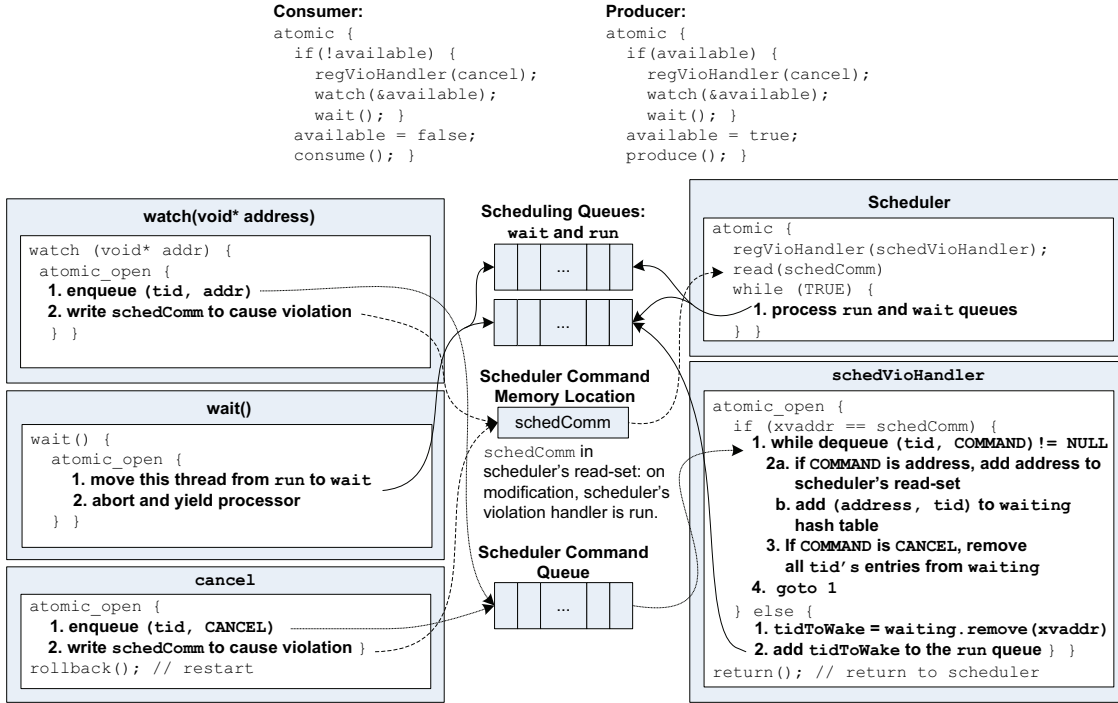 Consumer:
atomic {
if(!available) {
regVioHandler(cancel);
watch(&available);
wait(); }
available = false;
consume(); }
Producer:
atomic {
if(available) {
regVioHandler(cancel);
watch(&available);
wait(); }
available = true;
produce(); }
watch(void* address)
watch (void* addr) {
atomic_open {
1. enqueue (tid, addr)
2. write schedComm to cause violation
} }
wait()
wait() {
atomic_open {
1. move this thread from run to wait
2. abort and yield processor
} }
cancel
atomic_open {
1. enqueue (tid, CANCEL)
2. write schedComm to cause violation }
rollback(); // restart
Scheduling Queues:
wait and run
...
...
Scheduler Command
Memory Location
schedComm
schedComm in
scheduler's read-set: on
modification, scheduler's
violation handler is run.
Scheduler Command
Queue
...
Scheduler
atomic {
regVioHandler(schedVioHandler);
read(schedComm)
while (TRUE) {
1. process run and wait queues
} }
schedVioHandler
atomic_open {
if (xvaddr == schedComm) {
1. while dequeue (tid, COMMAND) != NULL
2a. if COMMAND is address, add address to
scheduler's read-set
b. add (address, tid) to waiting
hash table
3. If COMMAND is CANCEL, remove
all tid's entries from waiting
4. goto 1
} else {
1. tidToWake = waiting.remove(xvaddr)
2. add tidToWake to the run queue } }
return(); // return to scheduler